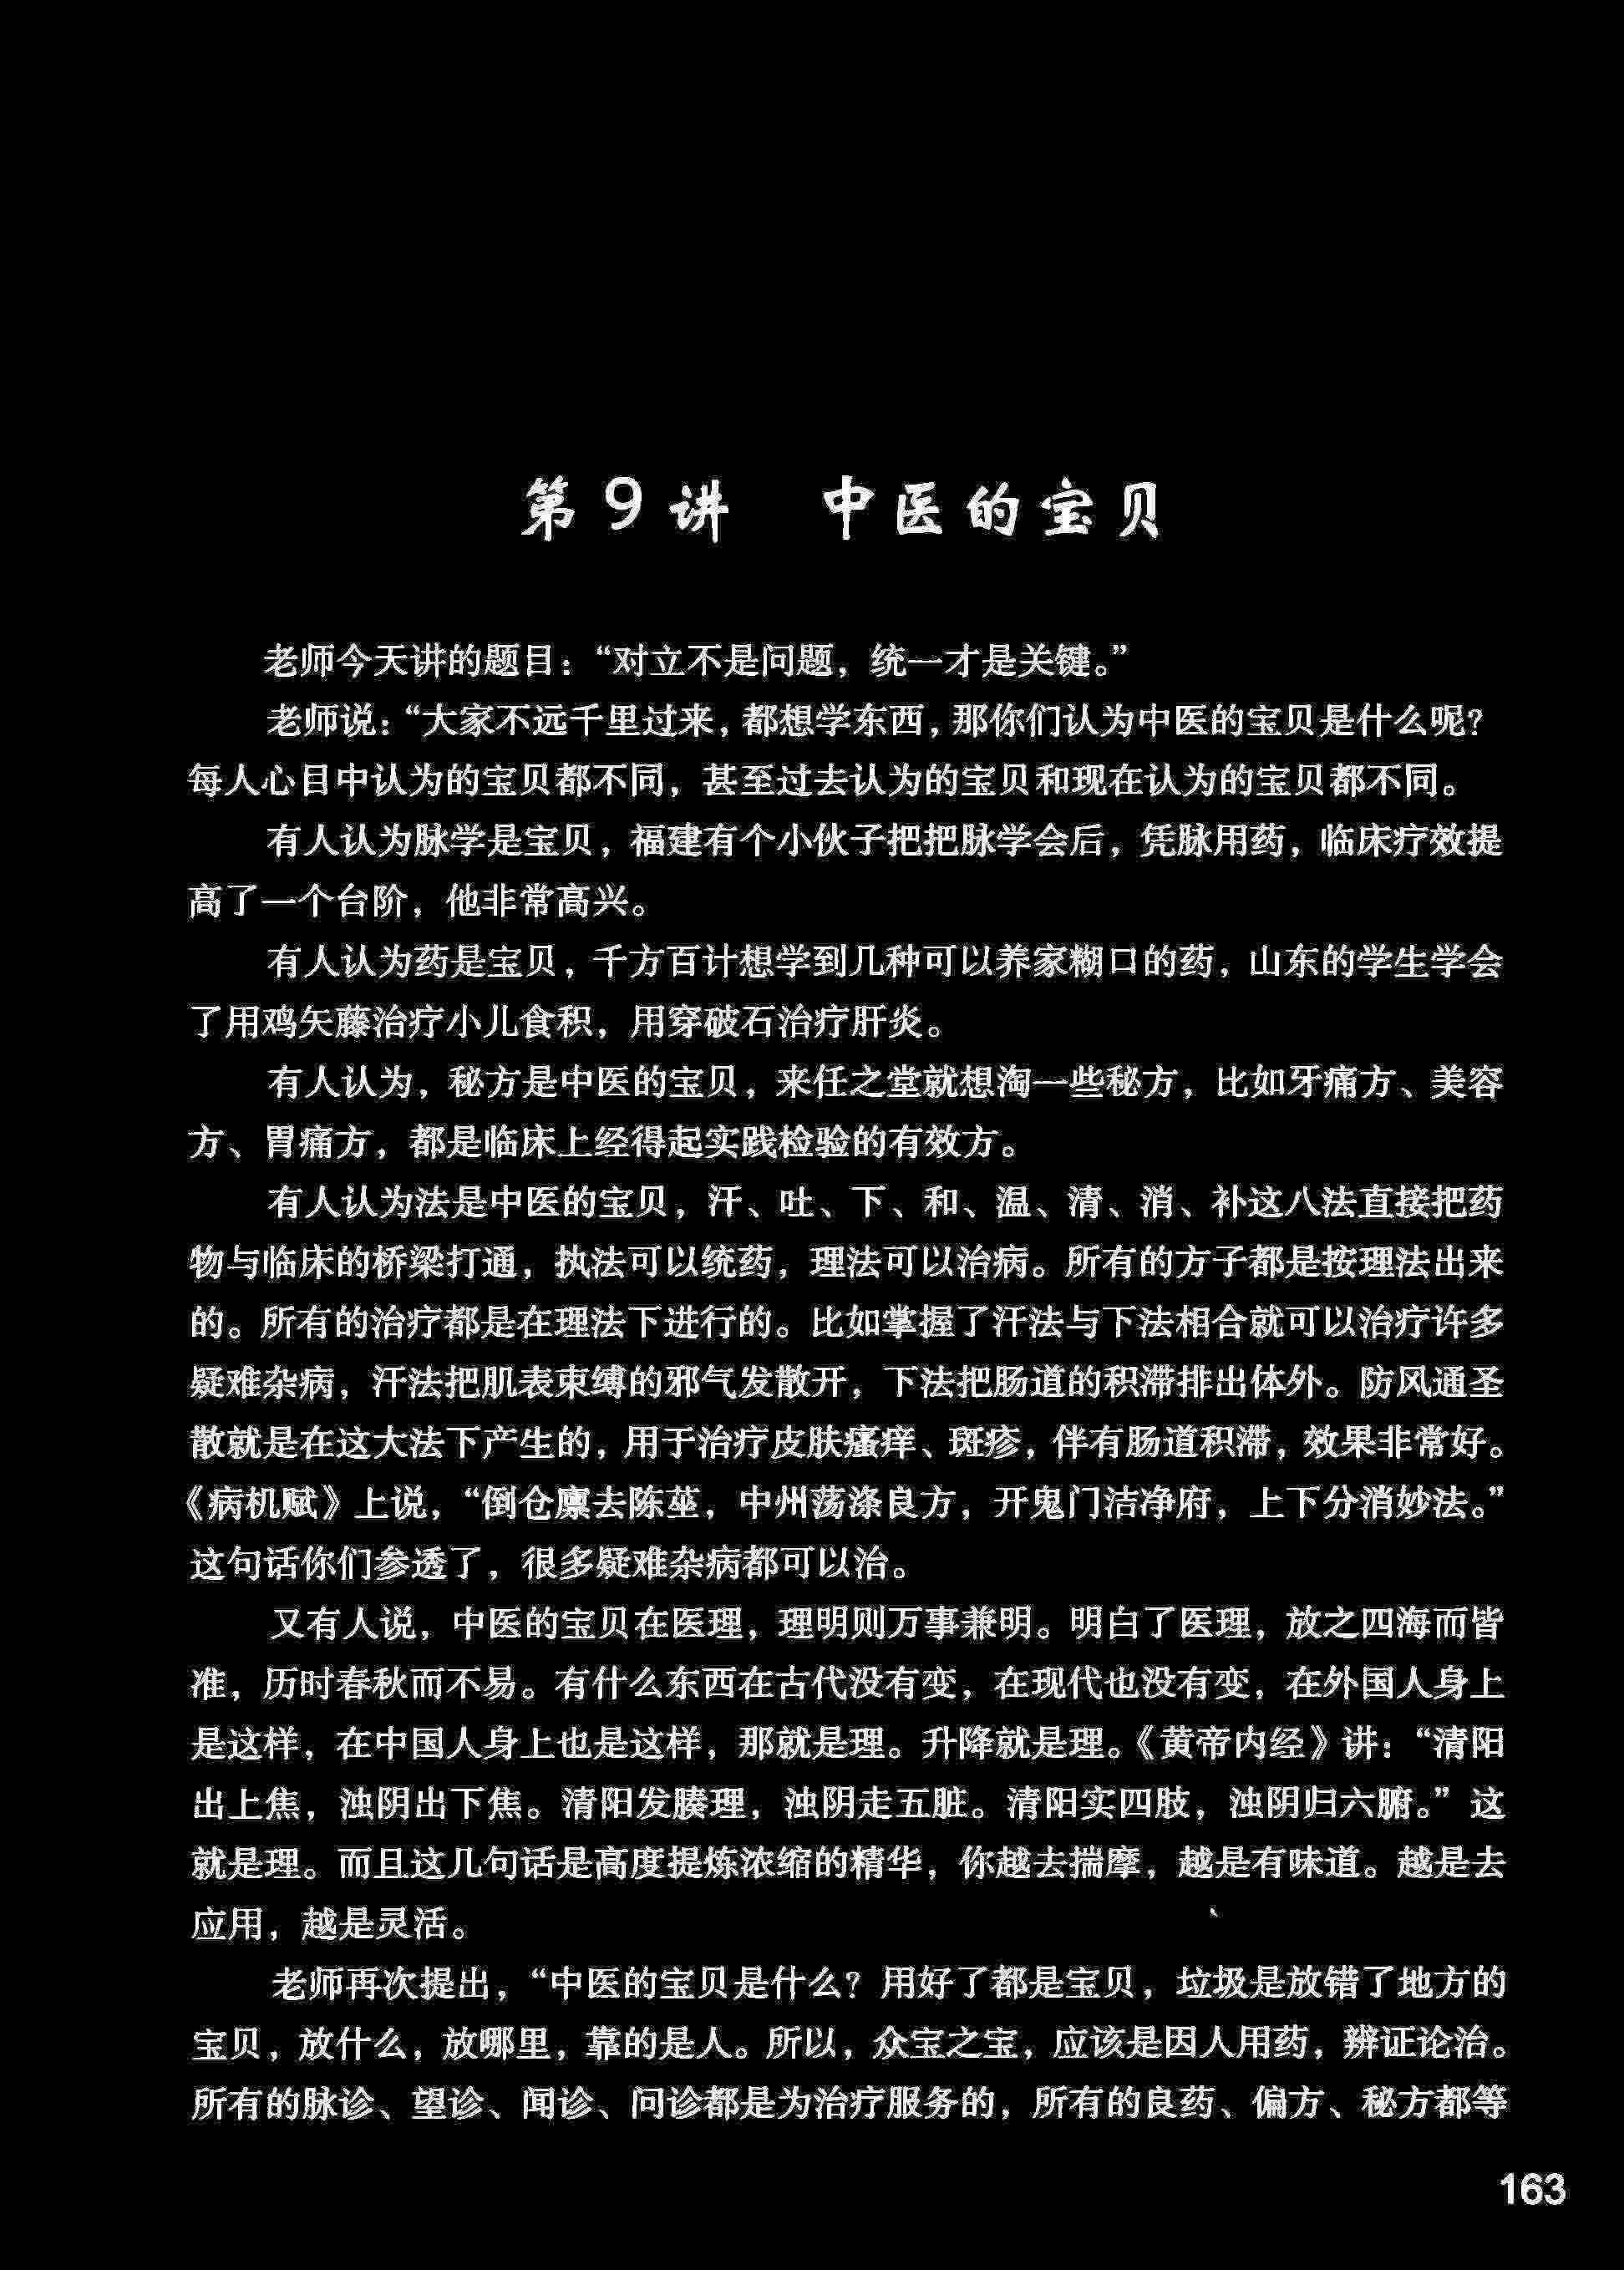 第9讲 中医的宝贝
老师今天讲的题目：“对立不是问题，统一才是关键。”
老师说：“大家不远千里过来，都想学东西，那你们认为中医的宝贝是什么呢？
每人心目中认为的宝贝都不同，甚至过去认为的宝贝和现在认为的宝贝都不同。
有人认为脉学是宝贝，福建有个小伙子把把脉学会后，凭脉用药，临床疗效提
高了一个台阶，他非常高兴。
有人认为药是宝贝，千方百计想学到几种可以养家糊口的药，山东的学生学会
了用鸡矢藤治疗小儿食积，用穿破石治疗肝炎。
有人认为，秘方是中医的宝贝，来任之堂就想淘一些秘方，比如牙痛方、美容
方、胃痛方，都是临床上经得起实践检验的有效方。
有人认为法是中医的宝贝，汗、吐、下、和、温、清、消、补这八法直接把药
物与临床的桥梁打通，执法可以统药，理法可以治病。所有的方子都是按理法出来
的。所有的治疗都是在理法下进行的。比如掌握了汗法与下法相合就可以治疗许多
疑难杂病，汗法把肌表束缚的邪气发散开，下法把肠道的积滞排出体外。防风通圣
散就是在这大法下产生的，用于治疗皮肤瘙痒、斑疹，伴有肠道积滞，效果非常好。
《病机赋》上说，“倒仓廪去陈莝，中州荡涤良方，开鬼门洁净府，上下分消妙法。”
这句话你们参透了，很多疑难杂病都可以治。
又有人说，中医的宝贝在医理，理明则万事兼明。明白了医理，放之四海而皆
准，历时春秋而不易。有什么东西在古代没有变，在现代也没有变，在外国人身上
是这样，在中国人身上也是这样，那就是理。升降就是理。《黄帝内经》讲：“清阳
出上焦，浊阴出下焦。清阳发腠理，浊阴走五脏。清阳实四肢，浊阴归六腑。”这
就是理。而且这几句话是高度提炼浓缩的精华，你越去揣摩，越是有味道。越是去
应用，越是灵活。
老师再次提出，“中医的宝贝是什么？用好了都是宝贝，垃圾是放错了地方的
宝贝，放什么，放哪里，靠的是人。所以，众宝之宝，应该是因人用药，辨证论治。
所有的脉诊、望诊、闻诊、问诊都是为治疗服务的，所有的良药、偏方、秘方都等
163